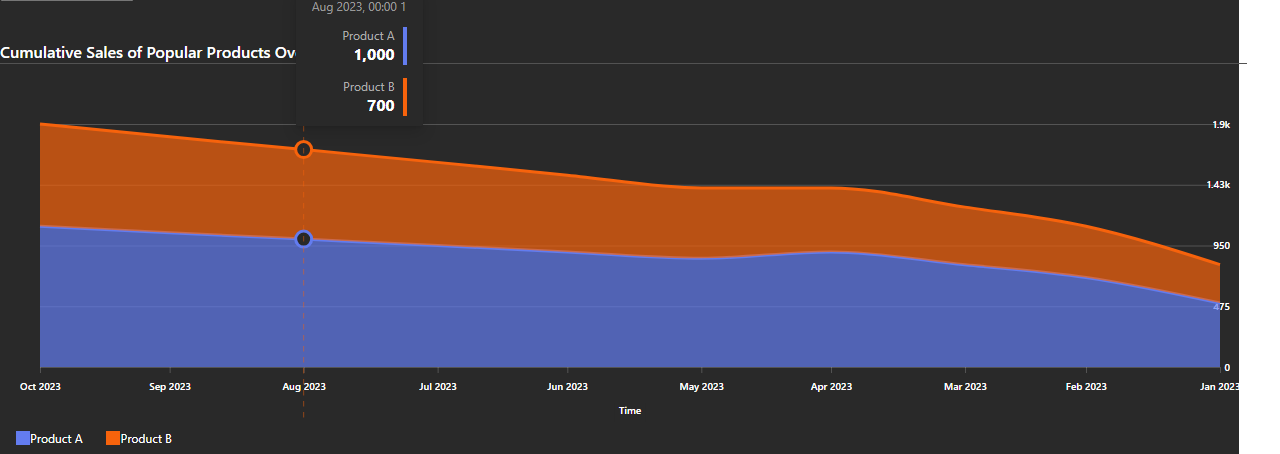 Aug 2023, 00:00 1
Product A
1,000
Product B
700
Cumulative Sales of Popular Products
1.9k
1.43k
950
475
0
Oct 2023 Sep 2023 Aug 2023 Jul 2023 Jun 2023 May 2023 Apr 2023 Mar 2023 Feb 2023 Jan 2023
Time
Product A Product B